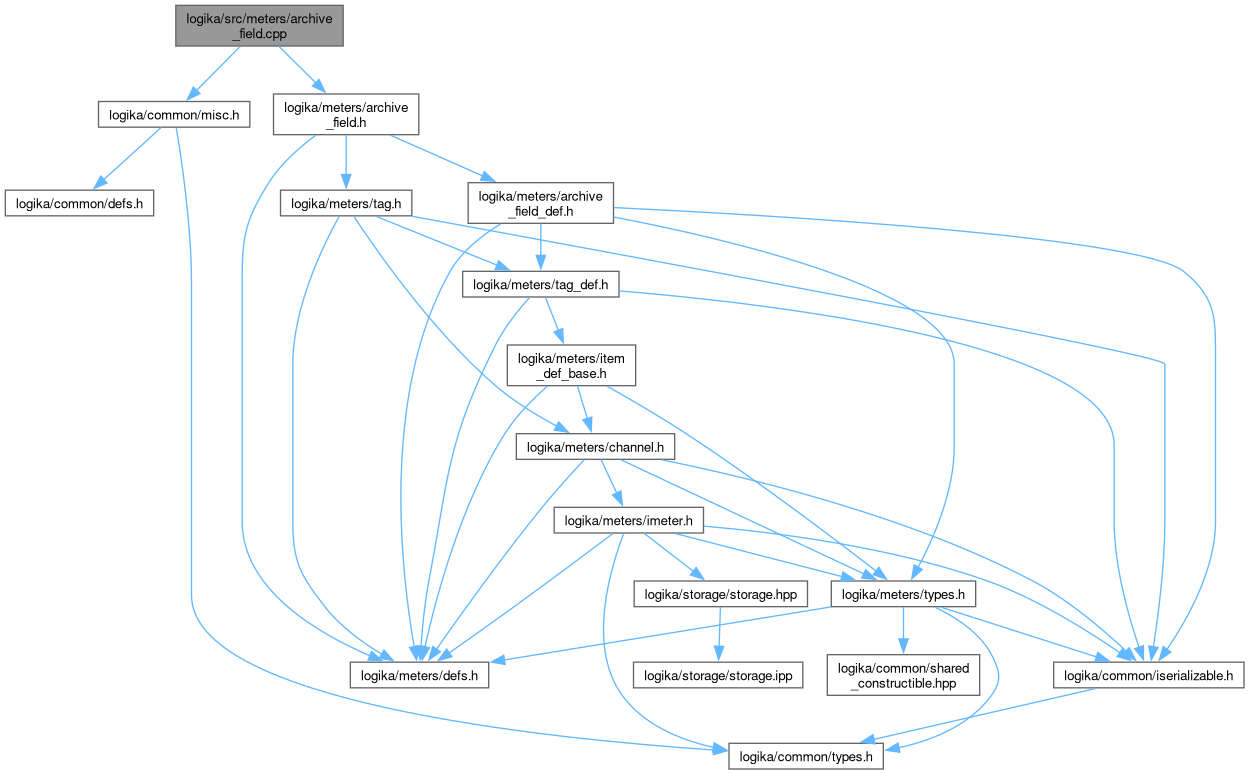 logika/src/meters/archive
_field.cpp
logika/common/misc.h
logika/meters/archive
_field.h
logika/common/defs.h
logika/meters/tag.h
logika/meters/archive
_field_def.h
logika/meters/tag_def.h
logika/meters/item
_def_base.h
logika/meters/channel.h
logika/meters/imeter.h
logika/storage/storage.hpp
logika/meters/types.h
logika/meters/defs.h
logika/storage/storage.ipp
logika/common/shared
_constructible.hpp
logika/common/iserializable.h
logika/common/types.h